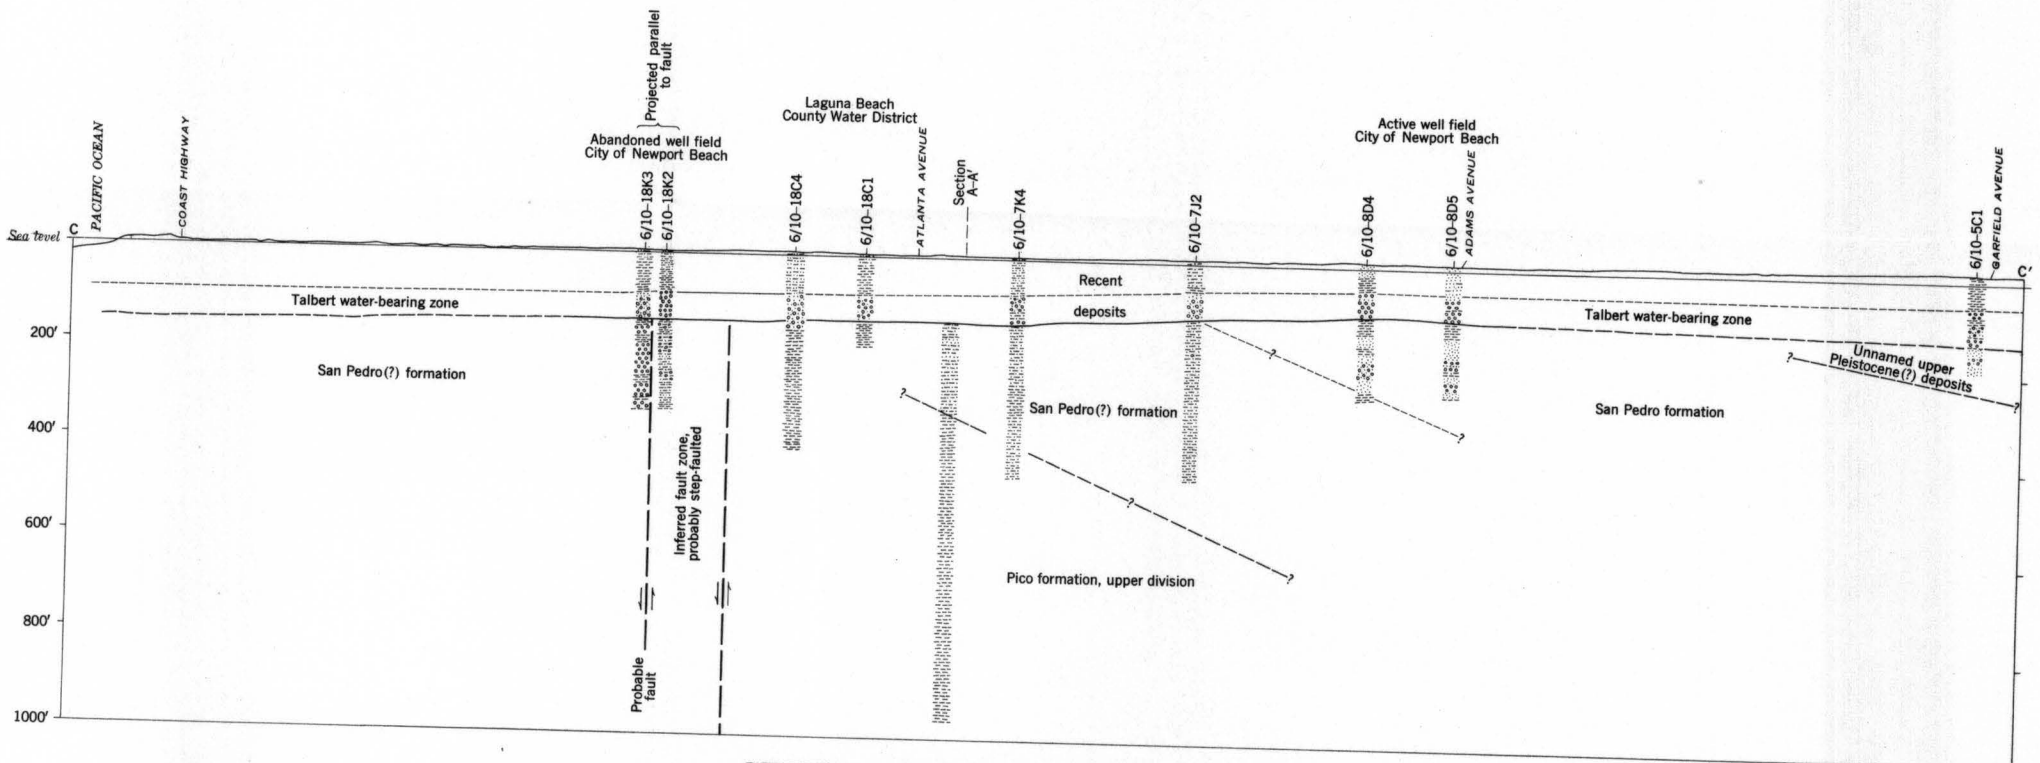 Projected parallel
to fault
Laguna Beach
County Water District
Abandoned well field
City of Newport Beach
Active well field
City of Newport Beach
PACIFIC OCEAN
COAST HIGHWAY
6/10–18K3
6/10–18K2
6/10–18C4
6/10–18C1
ATLANTA AVENUE
Section
A–A'
6/10–7K4
6/10–7J2
6/10–8D4
6/10–8D5
ADAMS AVENUE
6/10–5C1
GARFIELD AVENUE
Sea level
C
C'
Recent
deposits
Talbert water-bearing zone
Talbert water-bearing zone
200'
San Pedro(?) formation
?
?
Unnamed upper
Pleistocene(?) deposits
?
?
San Pedro(?) formation
San Pedro formation
400'
?
Inferred fault zone,
probably step-faulted
?
600'
?
Pico formation, upper division
800'
Probable
fault
1000'